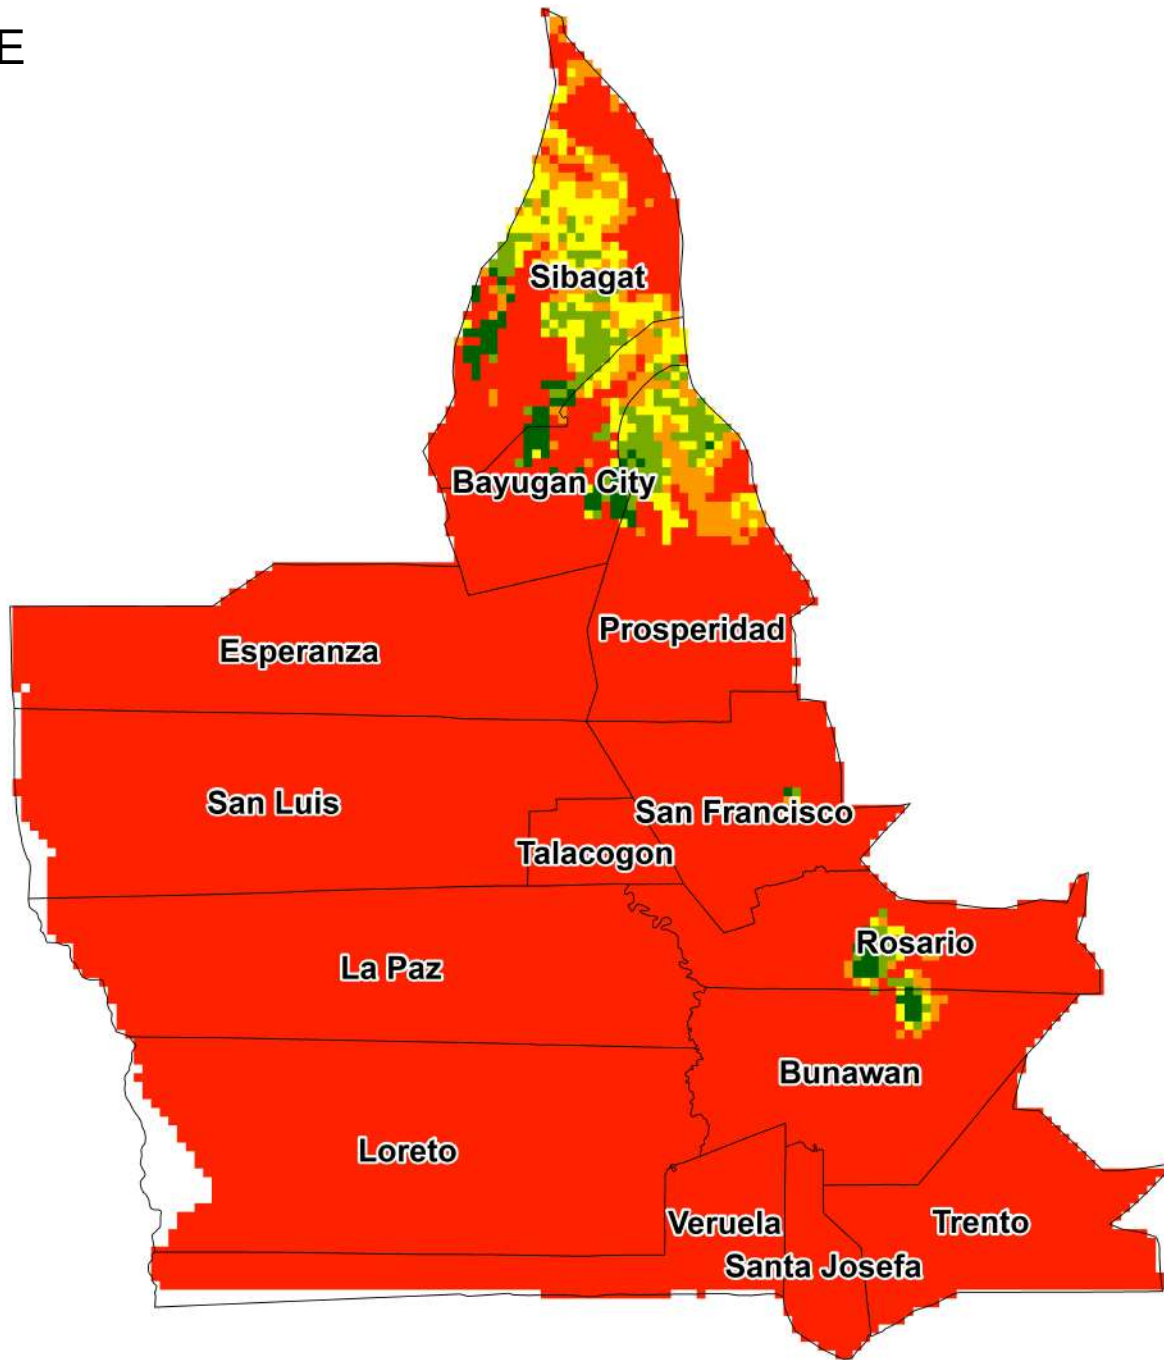 E
Sibagat
Bayugan City
Prosperidad
Esperanza
San Luis
San Francisco
Talacogon
Rosario
La Paz
Bunawan
Loreto
Veruela
Trento
Santa Josefa